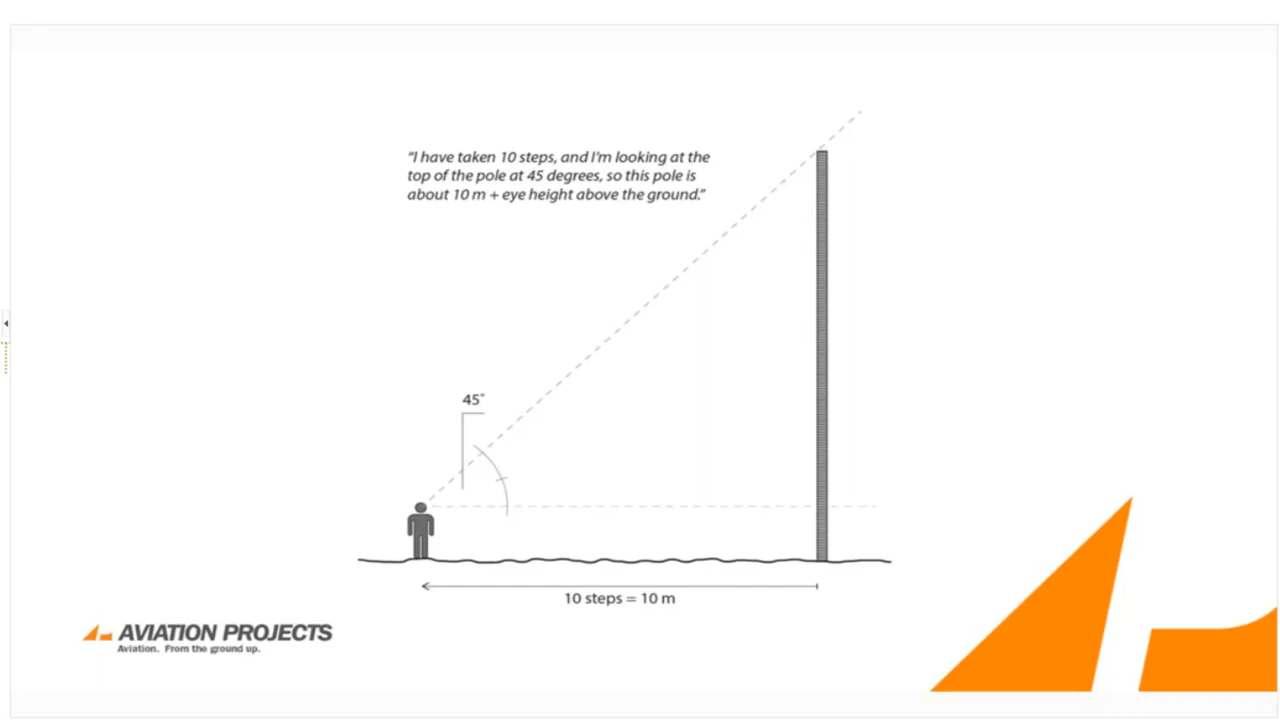 “I have taken 10 steps, and I’m looking at the
top of the pole at 45 degrees, so this pole is
about 10 m + eye height above the ground.”
45°
10 steps = 10 m
AVIATION PROJECTS
Aviation. From the ground up.